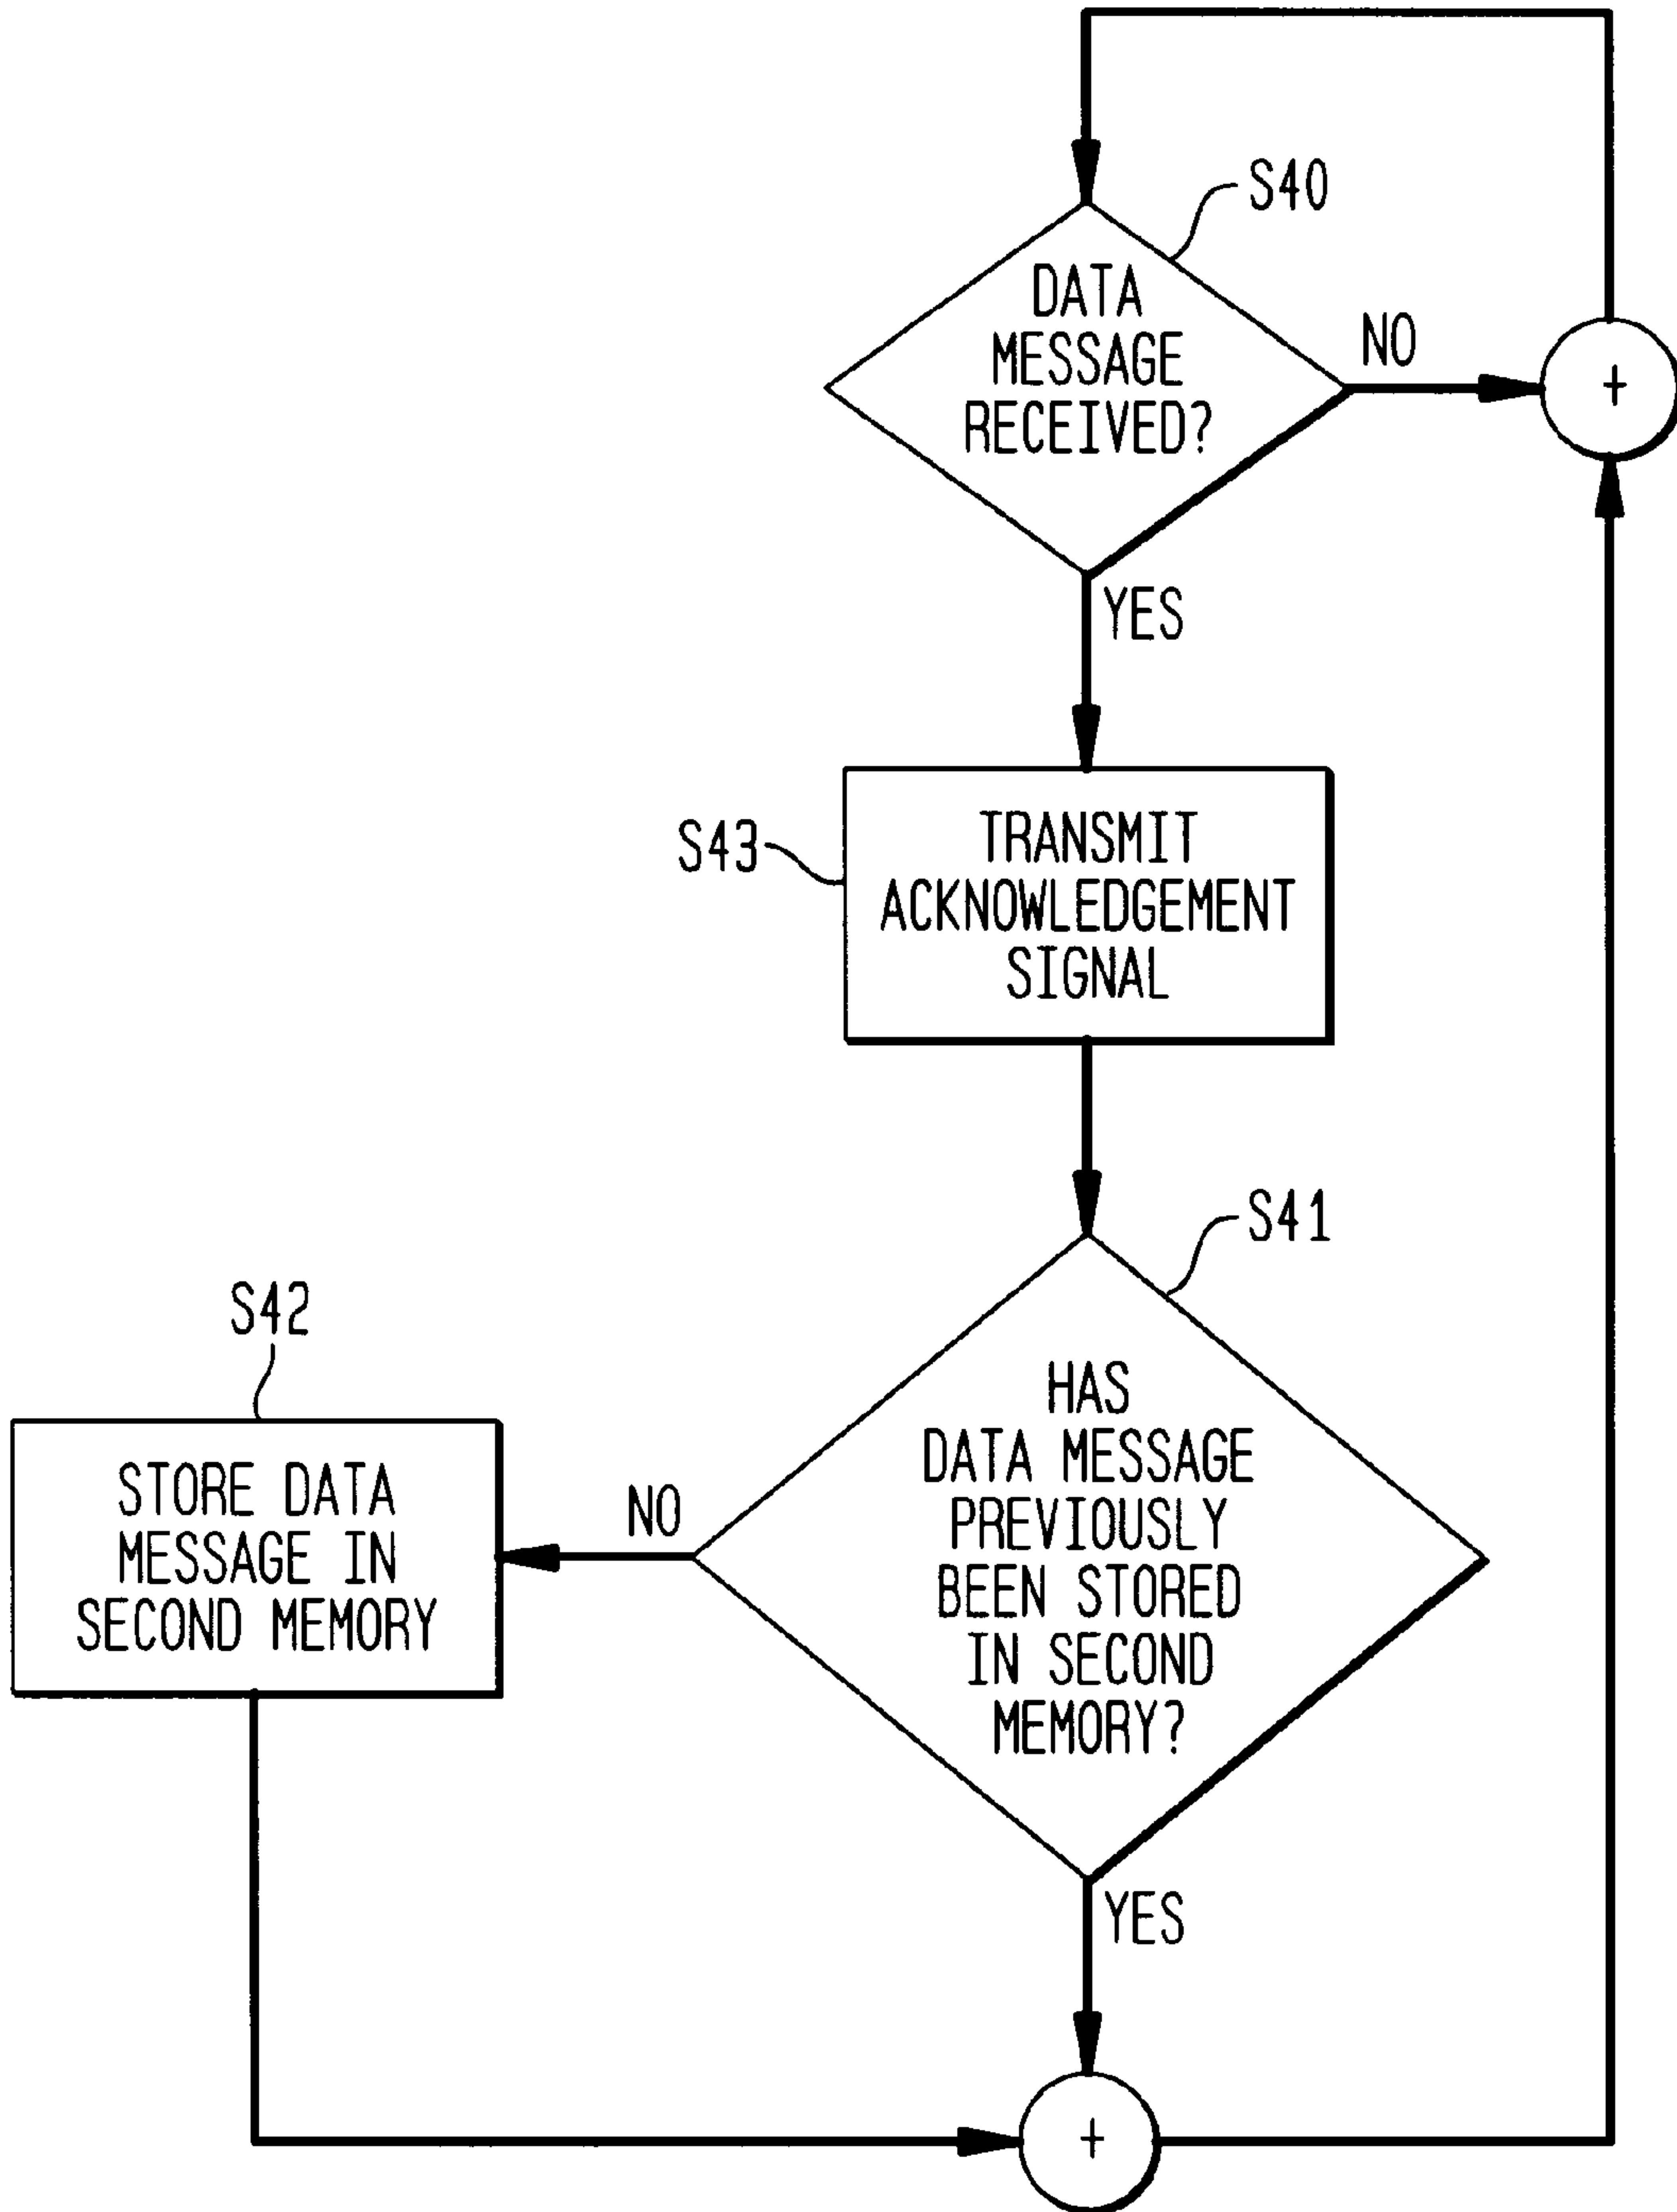 S40
DATA
MESSAGE
RECEIVED?
NO
+
YES
S43
TRANSMIT
ACKNOWLEDGEMENT
SIGNAL
S41
S42
HAS
DATA MESSAGE
PREVIOUSLY
BEEN STORED
IN SECOND
MEMORY?
NO
STORE DATA
MESSAGE IN
SECOND MEMORY
YES
+